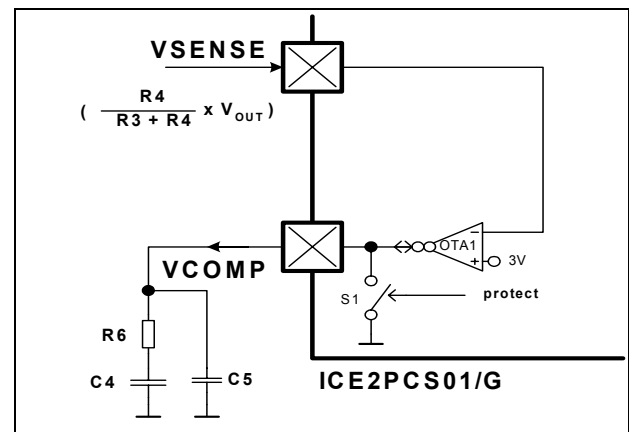 VSENSE
( R4 / R3 + R4 x VOUT )
OTA1
3V
VCOMP
S1
protect
R6
C4
C5
ICE2PCS01/G